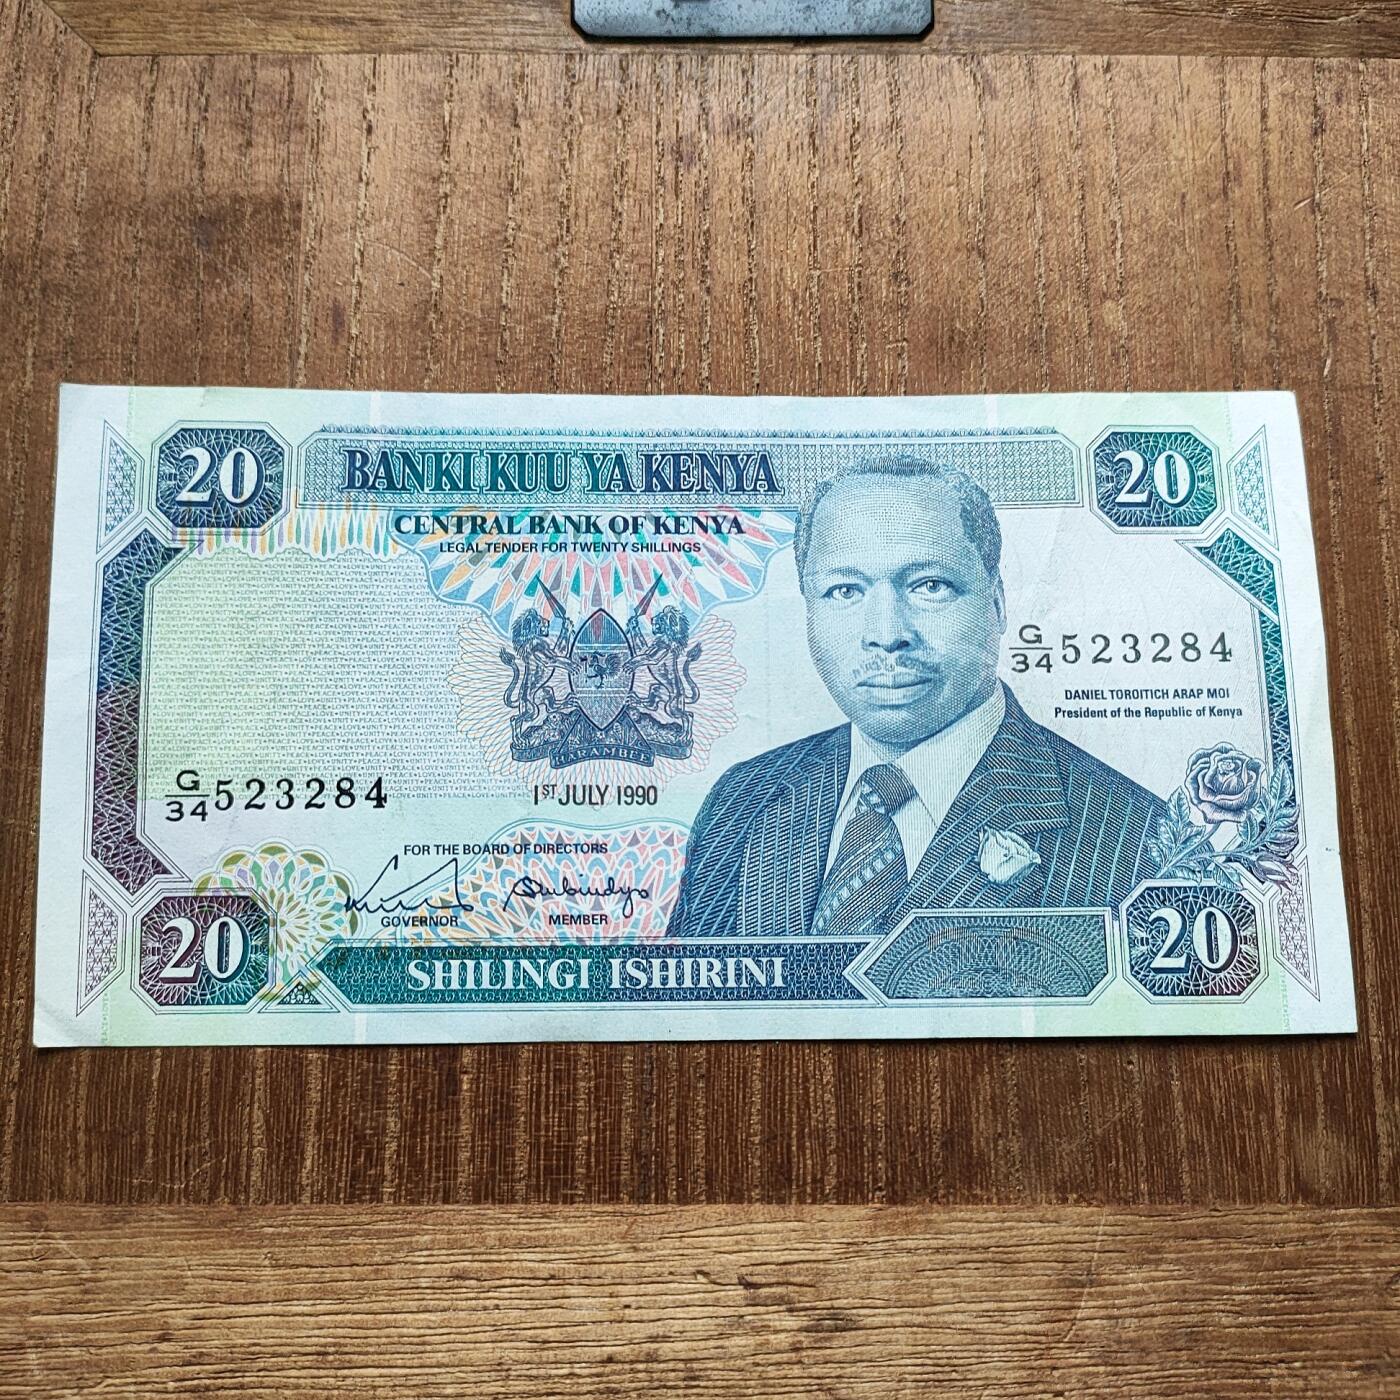 20
BANKI KUU YA KENYA
20
CENTRAL BANK OF KENYA
LEGAL TENDER FOR TWENTY SHILLINGS
G/34 523284
DANIEL TOROITICH ARAP MOI
President of the Republic of Kenya
HARAMBEE
G/34 523284
1ST JULY 1990
FOR THE BOARD OF DIRECTORS
GOVERNOR
MEMBER
20
SHILINGI ISHIRINI
20